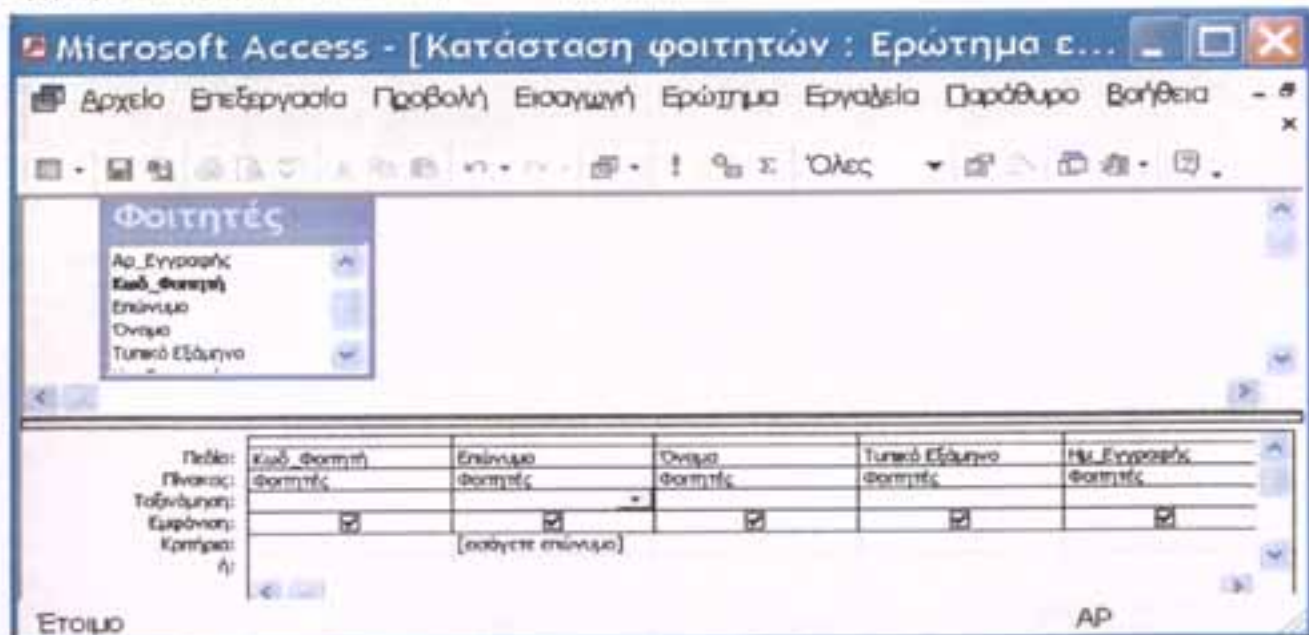 Microsoft Access - [Κατάσταση φοιτητών : Ερώτημα ε...
Αρχείο Επεξεργασία Προβολή Εισαγωγή Ερώτημα Εργαλεία Παράθυρο Βοήθεια
Όλες
Φοιτητές
Αρ_Εγγραφής
Κωδ_Φοιτητή
Επώνυμο
Όνομα
Τυπικό Εξάμηνο
Πεδίο: Κωδ_Φοιτητή Επώνυμο Όνομα Τυπικό Εξάμηνο Ημ_Εγγραφής
Πίνακας: Φοιτητές Φοιτητές Φοιτητές Φοιτητές Φοιτητές
Ταξινόμηση:
Εμφάνιση:
Κριτήρια: [εισάγετε επώνυμο]
ή:
Έτοιμο ΑΡ